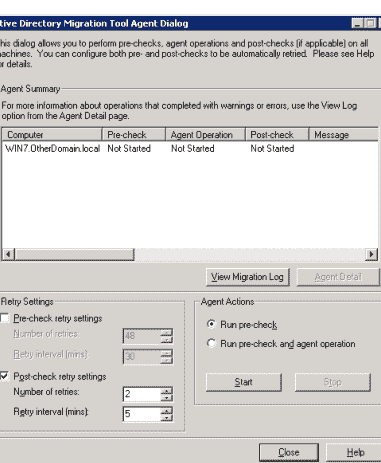 tive Directory Migration Tool Agent Dialog
his dialog allows you to perform pre-checks, agent operations and post-checks (if applicable) on all
machines. You can configure both pre- and post-checks to be automatically retried. Please see Help
or details.
Agent Summary
For more information about operations that completed with warnings or errors, use the View Log
option from the Agent Detail page.
Computer Pre-check Agent Operation Post-check Message
WIN7.OtherDomain.local Not Started Not Started Not Started
View Migration Log Agent Detail
Retry Settings
Pre-check retry settings
Number of retries: 48
Retry interval (mins): 30
Post-check retry settings
Number of retries: 2
Retry interval (mins): 5
Agent Actions
Run pre-check
Run pre-check and agent operation
Start Stop
Close Help